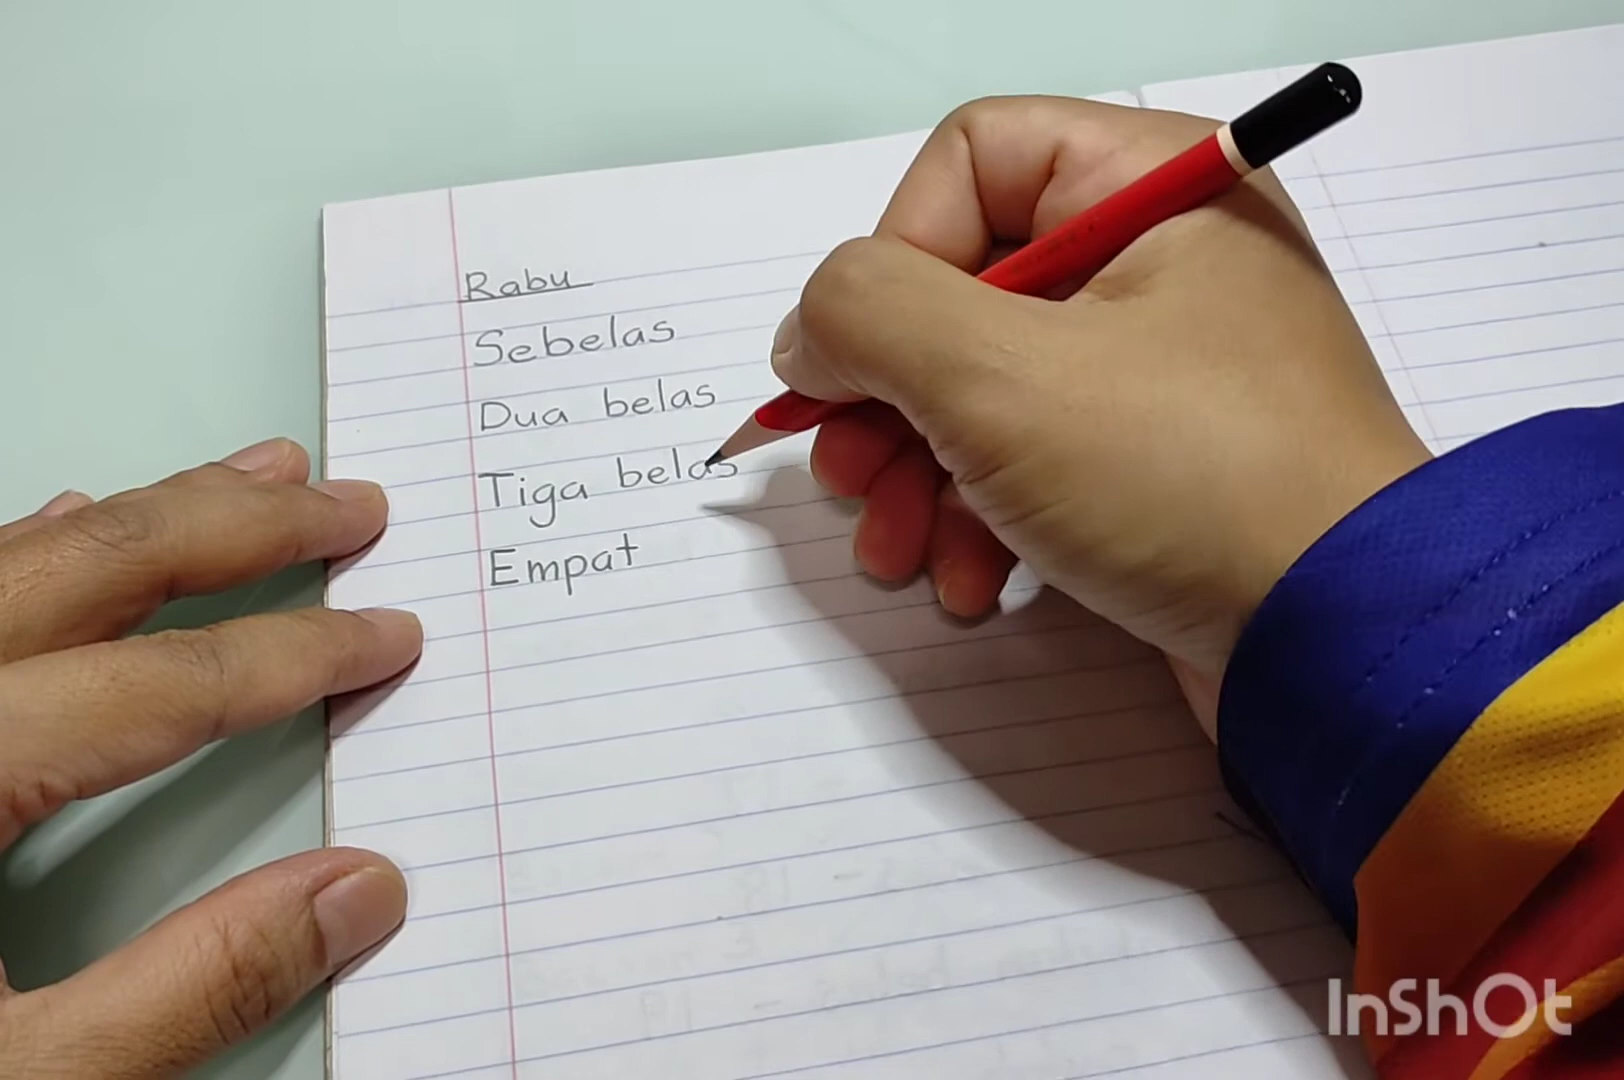 Rabu
Sebelas
Dua belas
Tiga belas
Empat
InShOt